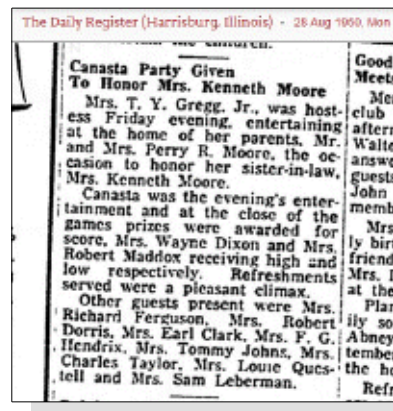 The Daily Register (Harrisburg, Illinois) - 28 Aug 1950, Mon
Canasta Party Given
To Honor Mrs. Kenneth Moore
Mrs. T. Y. Gregg, Jr., was host-
ess Friday evening, entertaining
at the home of her parents, Mr.
and Mrs. Perry R. Moore, the oc-
casion to honor her sister-in-law,
Mrs. Kenneth Moore.
Canasta was the evening's enter-
tainment and at the close of the
games prizes were awarded for
score, Mrs. Wayne Dixon and Mrs.
Robert Maddox receiving high and
low respectively. Refreshments
served were a pleasant climax.
Other guests present were Mrs.
Richard Ferguson, Mrs. Robert
Dorris, Mrs. Earl Clark, Mrs. F. G.
Hendrix, Mrs. Tommy Johns, Mrs.
Charles Taylor, Mrs. Louie Ques-
tell and Mrs. Sam Leberman.
Good
Meets
club
aftern
Walte
answe
guests
John
memb
Mrs
ly bir
friend
Mrs. I
at the
Plan
ily so
Abney
tembe
the ho
Refr